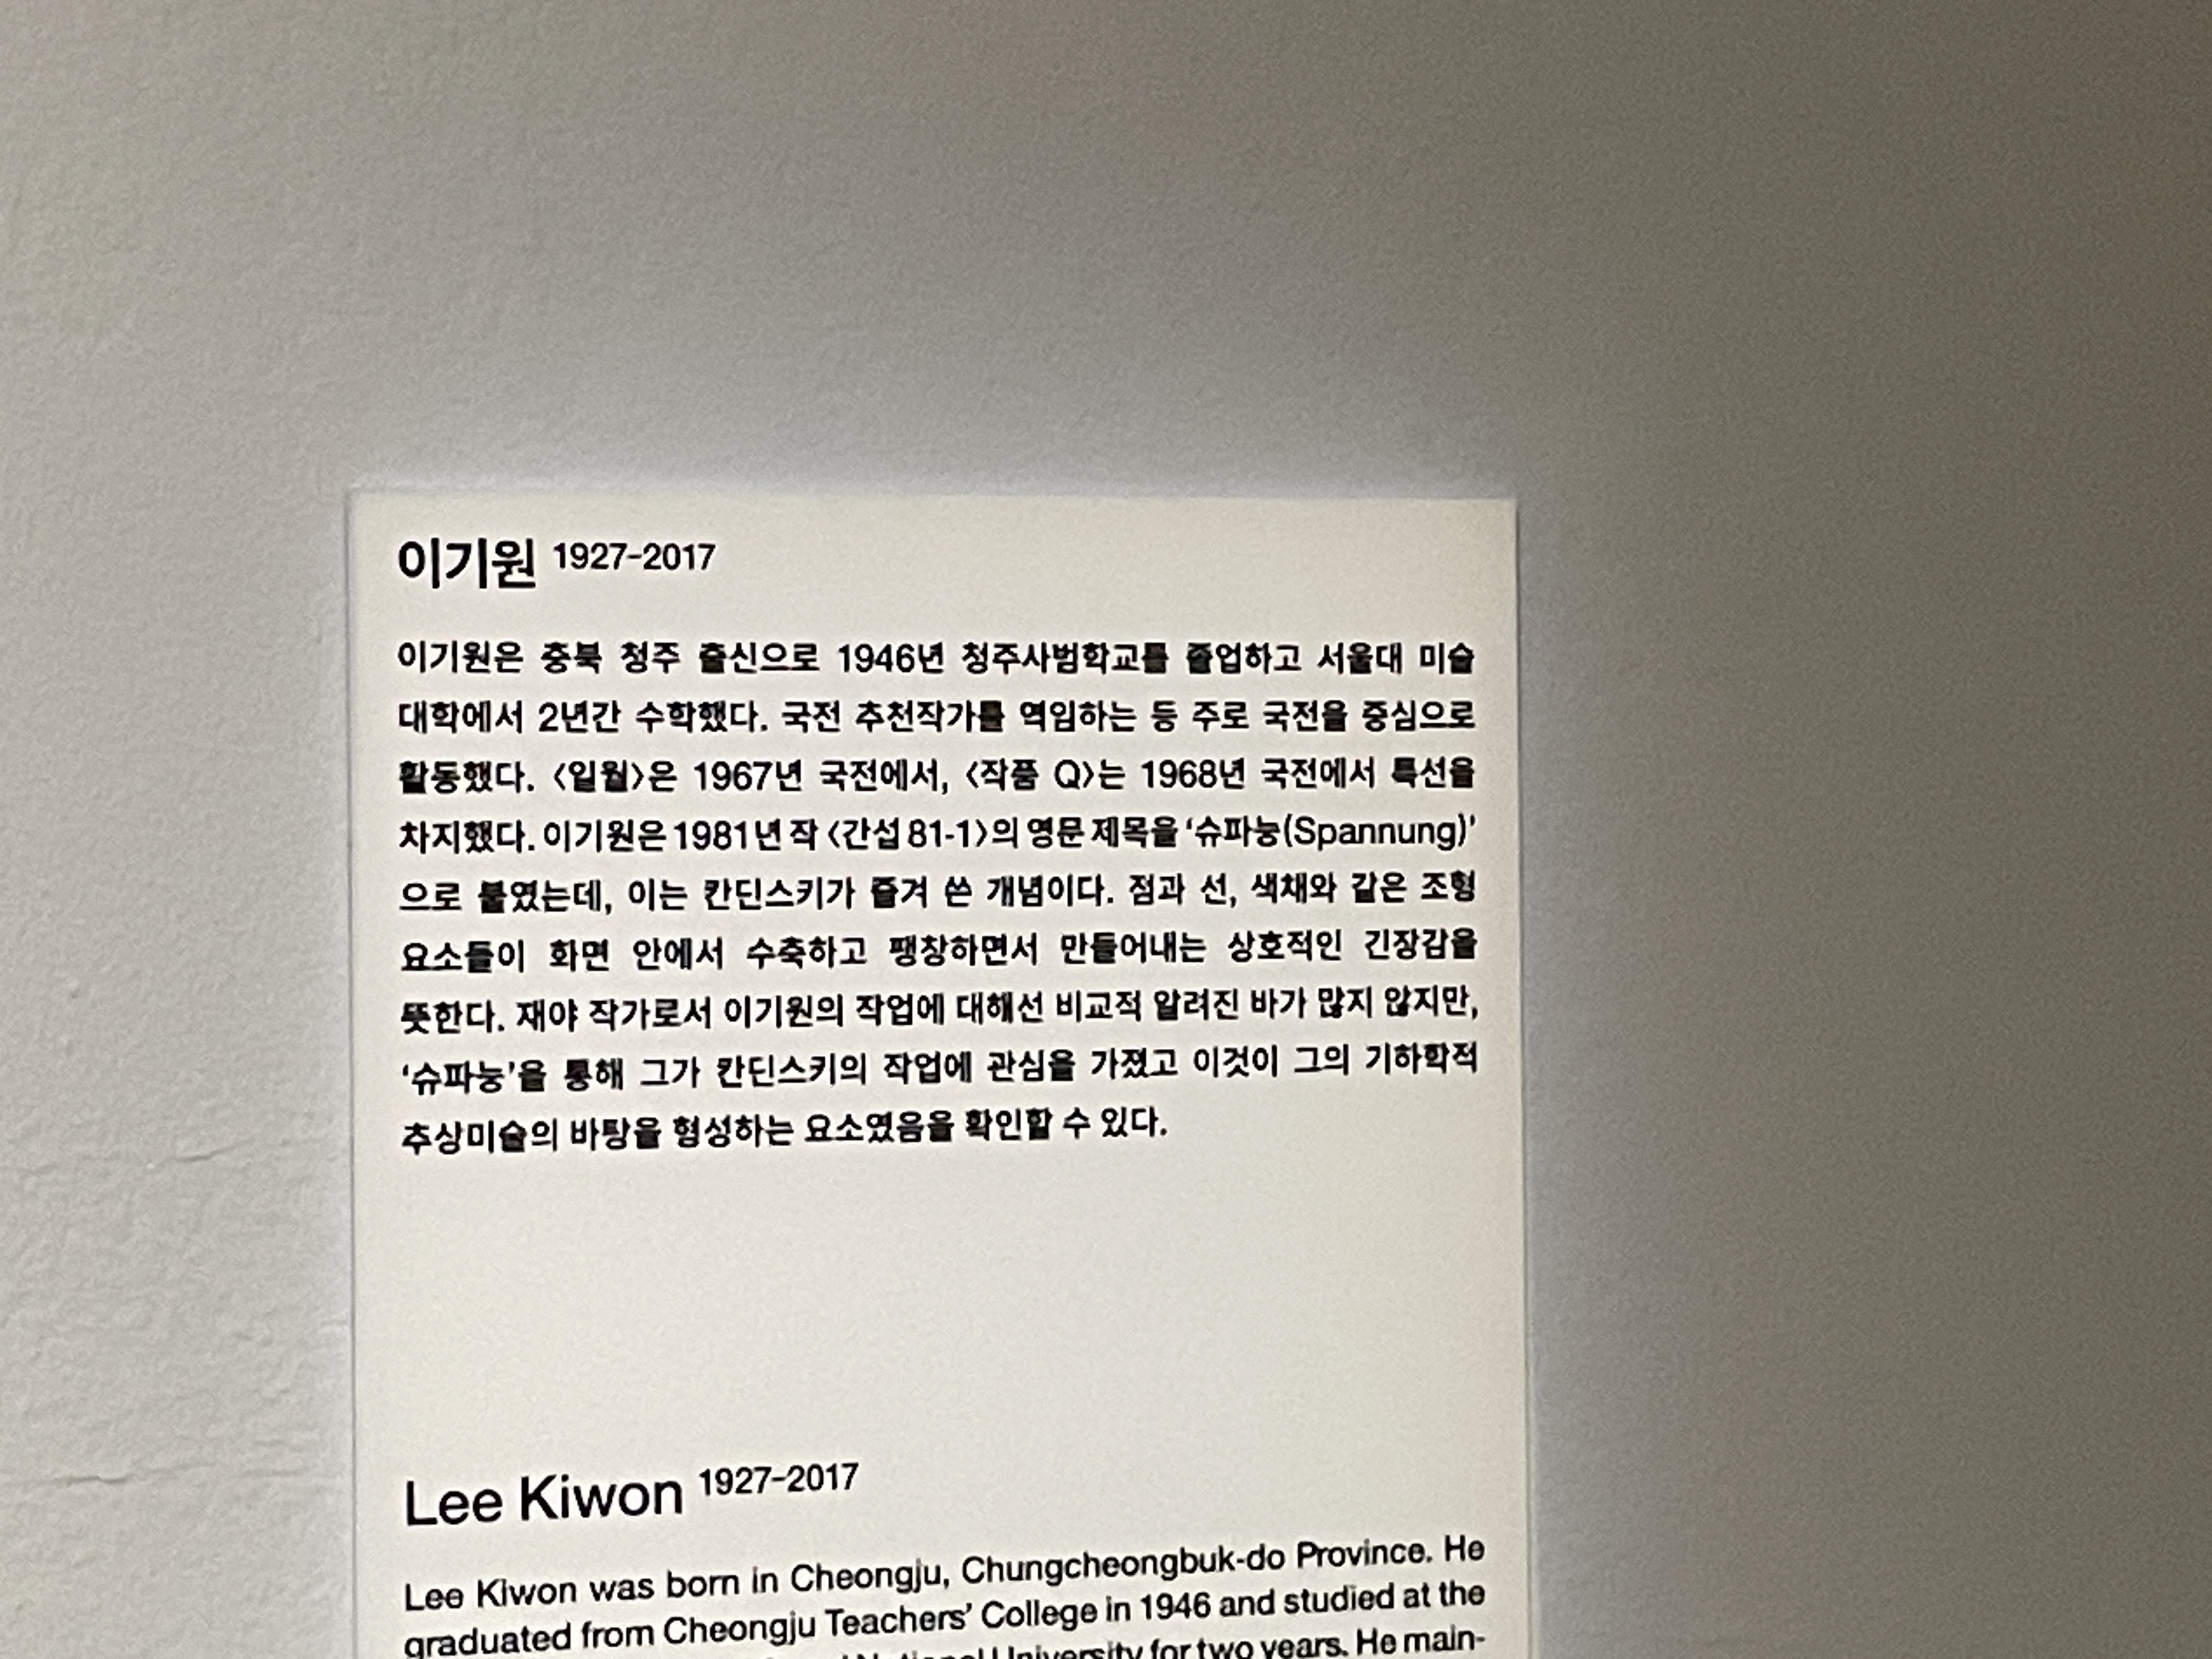 이기원 1927-2017
이기원은 충북 청주 출신으로 1946년 청주사범학교를 졸업하고 서울대 미술
대학에서 2년간 수학했다. 국전 추천작가를 역임하는 등 주로 국전을 중심으로
활동했다. 〈일월〉은 1967년 국전에서, 〈작품 Q〉는 1968년 국전에서 특선을
차지했다. 이기원은 1981년 작 〈간섭 81-1〉의 영문 제목을 ‘슈파눙(Spannung)’
으로 붙였는데, 이는 칸딘스키가 즐겨 쓴 개념이다. 점과 선, 색채와 같은 조형
요소들이 화면 안에서 수축하고 팽창하면서 만들어내는 상호적인 긴장감을
뜻한다. 재야 작가로서 이기원의 작업에 대해선 비교적 알려진 바가 많지 않지만,
‘슈파눙’을 통해 그가 칸딘스키의 작업에 관심을 가졌고 이것이 그의 기하학적
추상미술의 바탕을 형성하는 요소였음을 확인할 수 있다.
Lee Kiwon 1927-2017
Lee Kiwon was born in Cheongju, Chungcheongbuk-do Province. He
graduated from Cheongju Teachers’ College in 1946 and studied at the
National University for two years. He main-